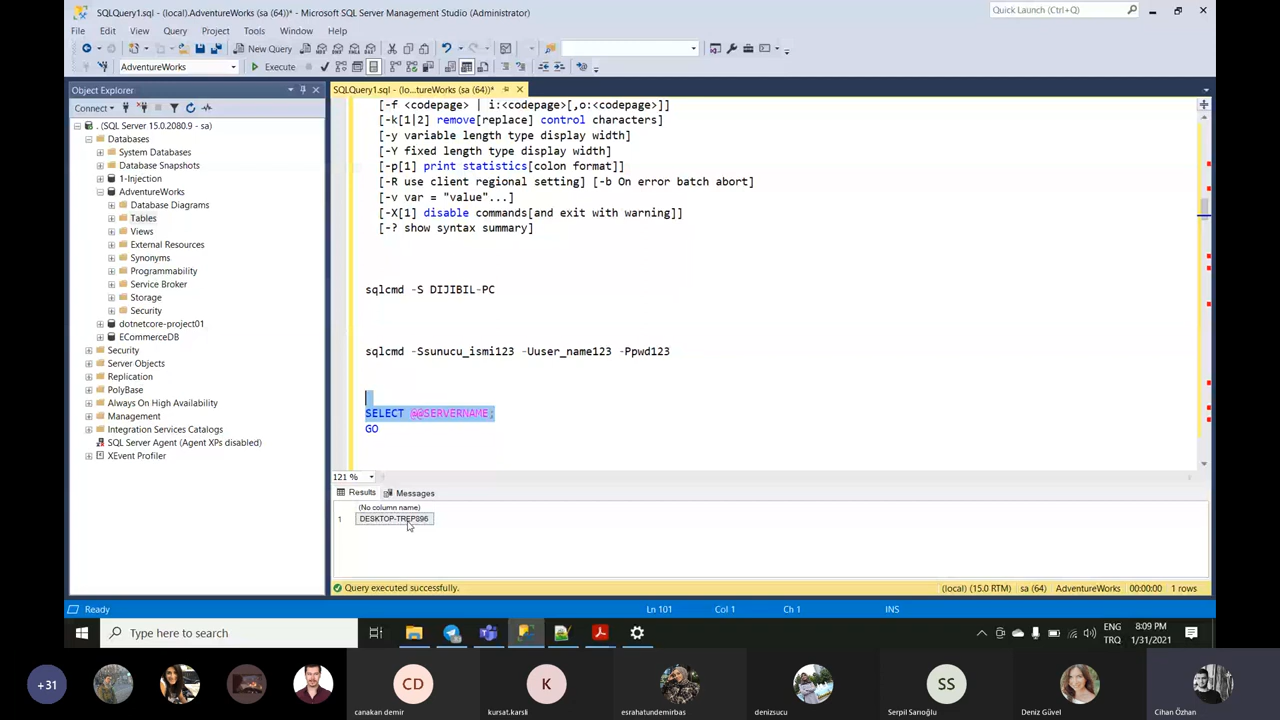 SQLQuery1.sql - (local).AdventureWorks (sa (64))* - Microsoft SQL Server Management Studio (Administrator)
Quick Launch (Ctrl+Q)
File Edit View Query Project Tools Window Help
New Query
AdventureWorks
Execute
Object Explorer
SQLQuery1.sql - (lo...tureWorks (sa (64))*
Connect
. (SQL Server 15.0.2080.9 - sa)
Databases
System Databases
Database Snapshots
1-Injection
AdventureWorks
Database Diagrams
Tables
Views
External Resources
Synonyms
Programmability
Service Broker
Storage
Security
dotnetcore-project01
ECommerceDB
Security
Server Objects
Replication
PolyBase
Always On High Availability
Management
Integration Services Catalogs
SQL Server Agent (Agent XPs disabled)
XEvent Profiler
[-f <codepage> | i:<codepage>[,o:<codepage>]]
[-k[1|2] remove[replace] control characters]
[-y variable length type display width]
[-Y fixed length type display width]
[-p[1] print statistics[colon format]]
[-R use client regional setting] [-b On error batch abort]
[-v var = "value"...]
[-X[1] disable commands[and exit with warning]]
[-? show syntax summary]
sqlcmd -S DIJIBIL-PC
sqlcmd -Ssunucu_ismi123 -Uuser_name123 -Ppwd123
SELECT @@SERVERNAME;
GO
121 %
Results Messages
(No column name)
1 DESKTOP-TREP896
Query executed successfully.
(local) (15.0 RTM) sa (64) AdventureWorks 00:00:00 1 rows
Ready
Ln 101 Col 1 Ch 1 INS
Type here to search
ENG
TRQ
8:09 PM
1/31/2021
+31
CD
K
SS
canakan demir
kursat.karsli
esrahatundemirbas
denizsucu
Serpil Sarıoğlu
Deniz Güvel
Cihan Özhan